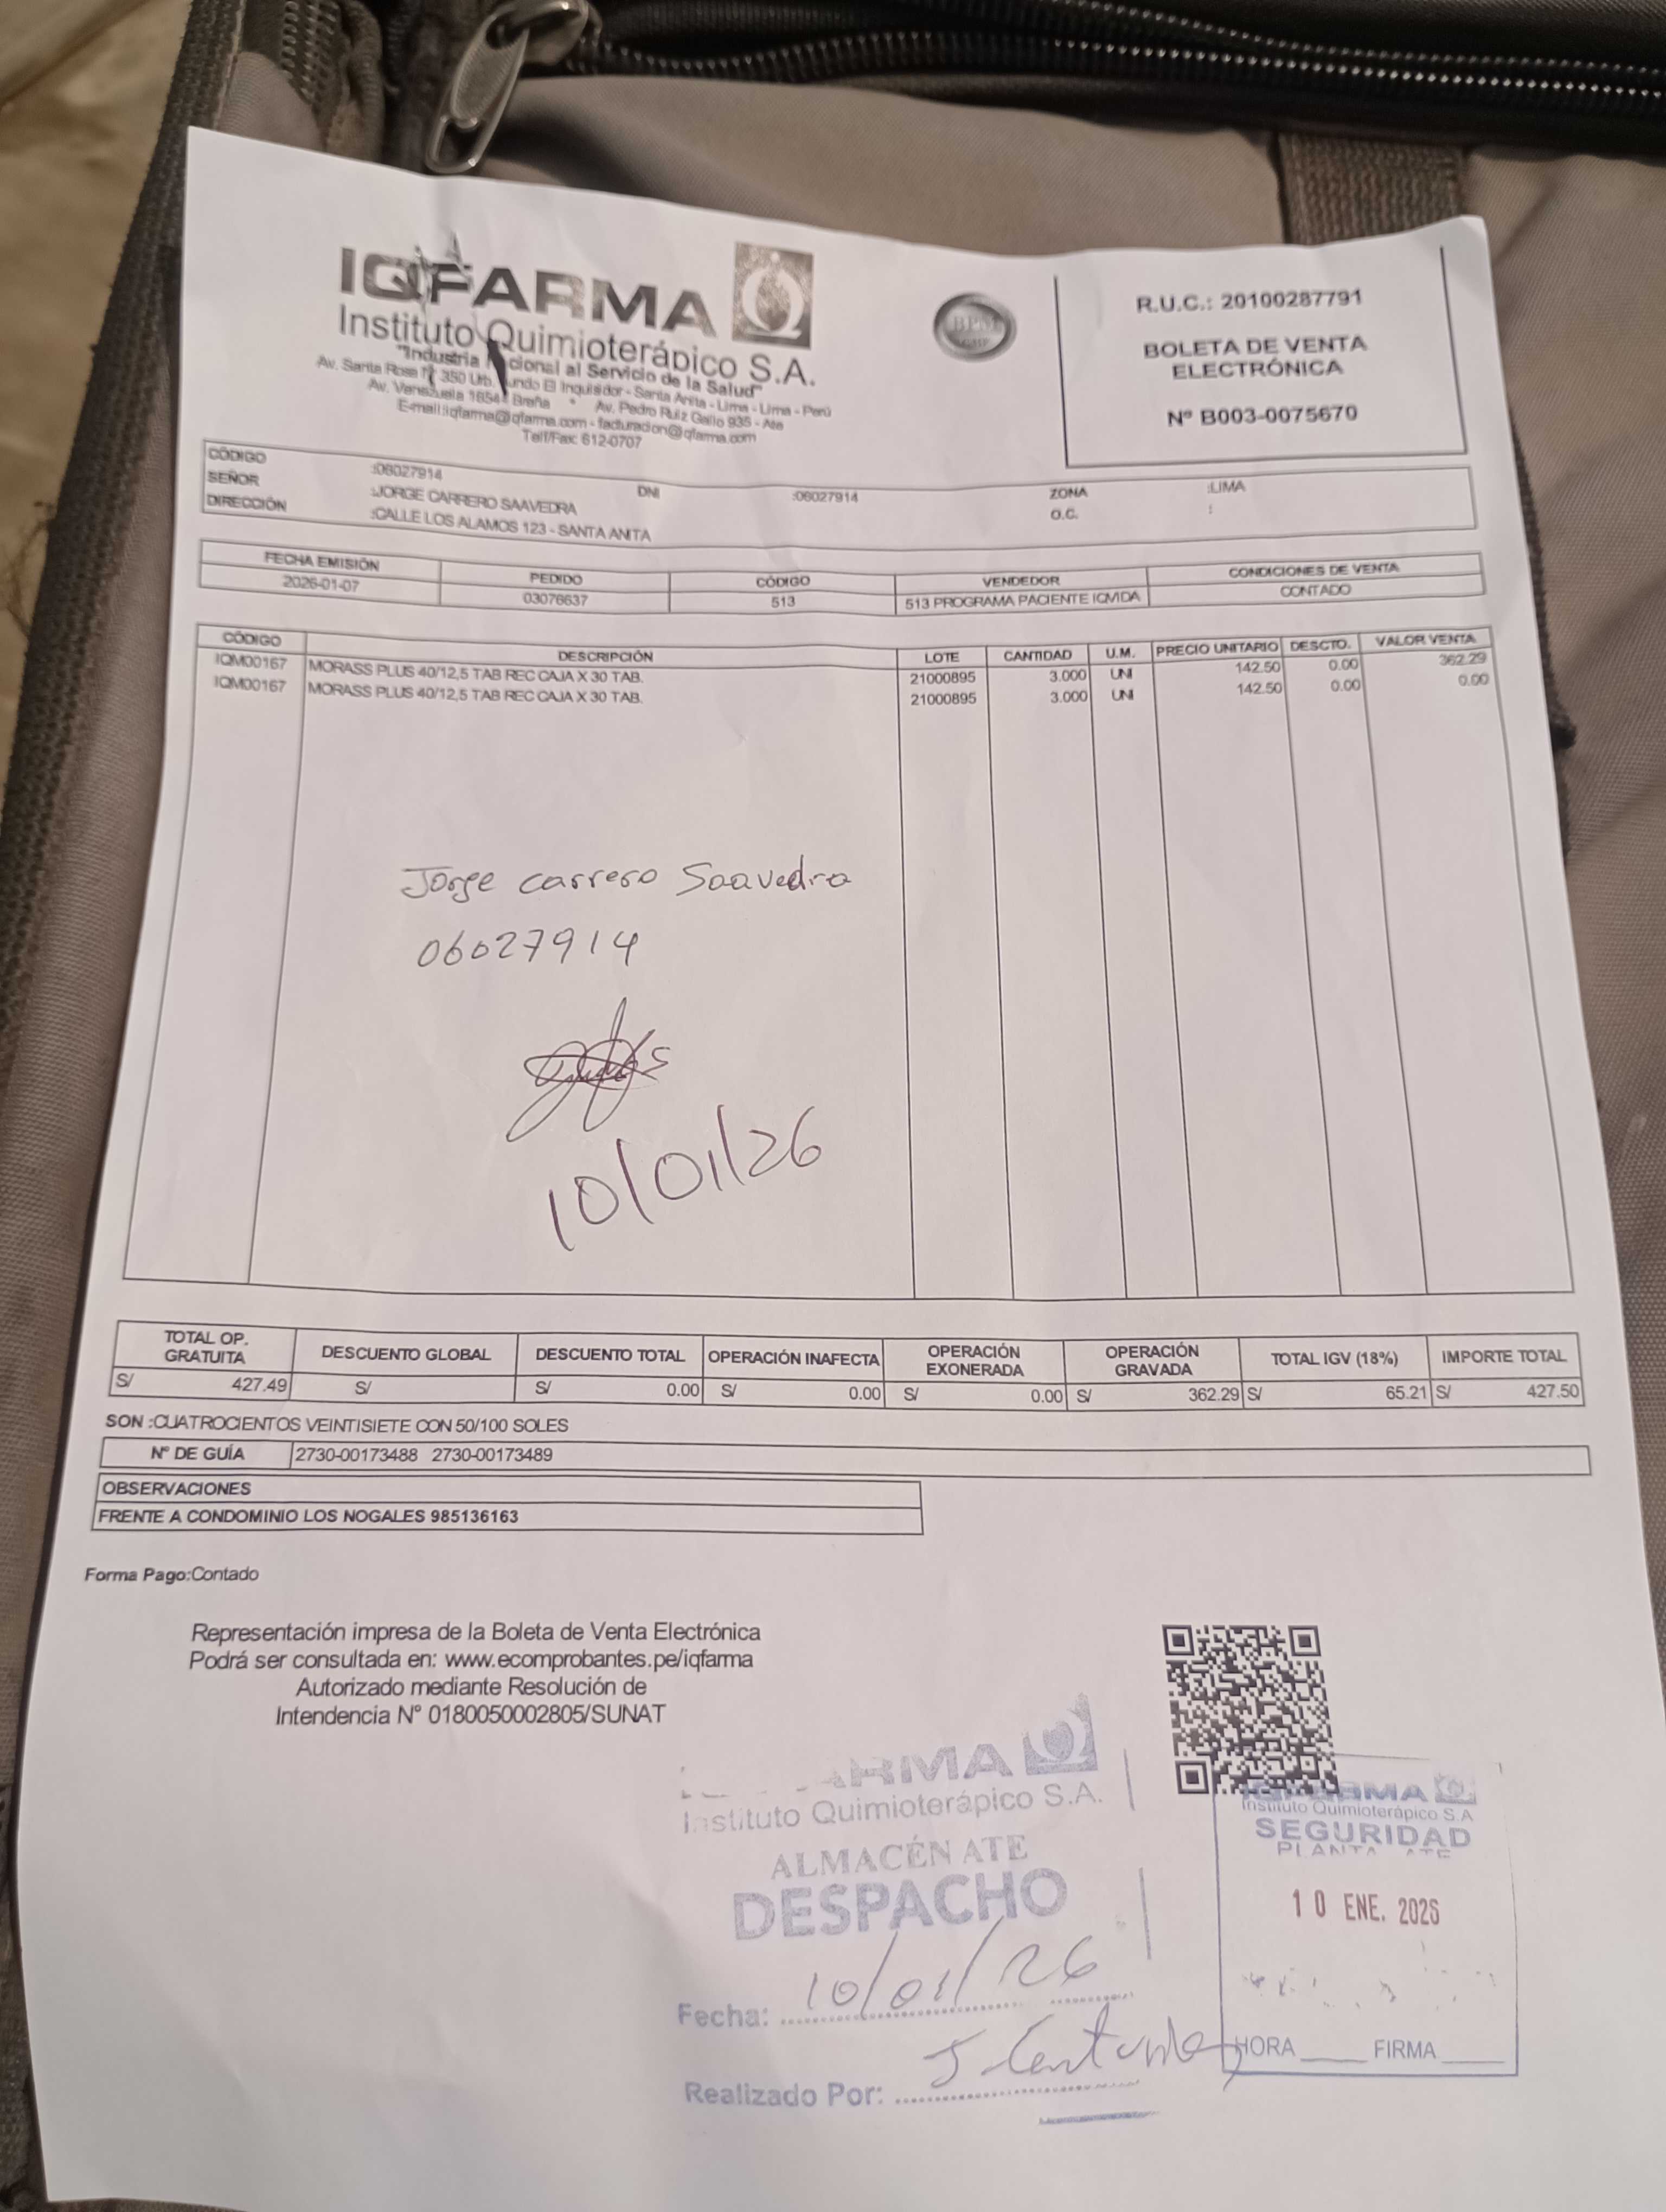 IQFARMA
Instituto Quimioterápico S.A.
"Industria Nacional al Servicio de la Salud"
Av. Santa Rosa N° 350 Urb. Fundo El Inquisidor - Santa Anita - Lima - Lima - Perú
Av. Venezuela 1654 Breña * Av. Pedro Ruiz Gallo 935 - Ate
E-mail:iqfarma@iqfarma.com - facturacion@iqfarma.com
Telf/Fax: 612-0707
BPM
R.U.C.: 20100287791
BOLETA DE VENTA
ELECTRÓNICA
Nº B003-0075670
CÓDIGO :06027914 DNI :06027914 ZONA :LIMA
SEÑOR :JORGE CARRERO SAAVEDRA O.C. :
DIRECCIÓN :CALLE LOS ALAMOS 123 - SANTA ANITA
FECHA EMISIÓN PEDIDO CÓDIGO VENDEDOR CONDICIONES DE VENTA
2026-01-07 03078637 513 513 PROGRAMA PACIENTE IQVIDA CONTADO
CÓDIGO DESCRIPCIÓN LOTE CANTIDAD U.M. PRECIO UNITARIO DESCTO. VALOR VENTA
IQM00167 MORASS PLUS 40/12,5 TAB REC CAJA X 30 TAB. 21000895 3.000 UNI 142.50 0.00 362.29
IQM00167 MORASS PLUS 40/12,5 TAB REC CAJA X 30 TAB. 21000895 3.000 UNI 142.50 0.00 0.00
Jorge carrero Saavedra
06027914
10/01/26
TOTAL OP. GRATUITA DESCUENTO GLOBAL DESCUENTO TOTAL OPERACIÓN INAFECTA OPERACIÓN EXONERADA OPERACIÓN GRAVADA TOTAL IGV (18%) IMPORTE TOTAL
S/ 427.49 S/ S/ 0.00 S/ 0.00 S/ 0.00 S/ 362.29 S/ 65.21 S/ 427.50
SON :CUATROCIENTOS VEINTISIETE CON 50/100 SOLES
Nº DE GUÍA 2730-00173488 2730-00173489
OBSERVACIONES
FRENTE A CONDOMINIO LOS NOGALES 985136163
Forma Pago:Contado
Representación impresa de la Boleta de Venta Electrónica
Podrá ser consultada en: www.ecomprobantes.pe/iqfarma
Autorizado mediante Resolución de
Intendencia N° 0180050002805/SUNAT
ARMA
Instituto Quimioterápico S.A.
ALMACÉN ATE
DESPACHO
Fecha: 10/01/26
Realizado Por:
IQFARMA
Instituto Quimioterápico S.A
SEGURIDAD
PLANTA ATE
10 ENE. 2026
HORA FIRMA